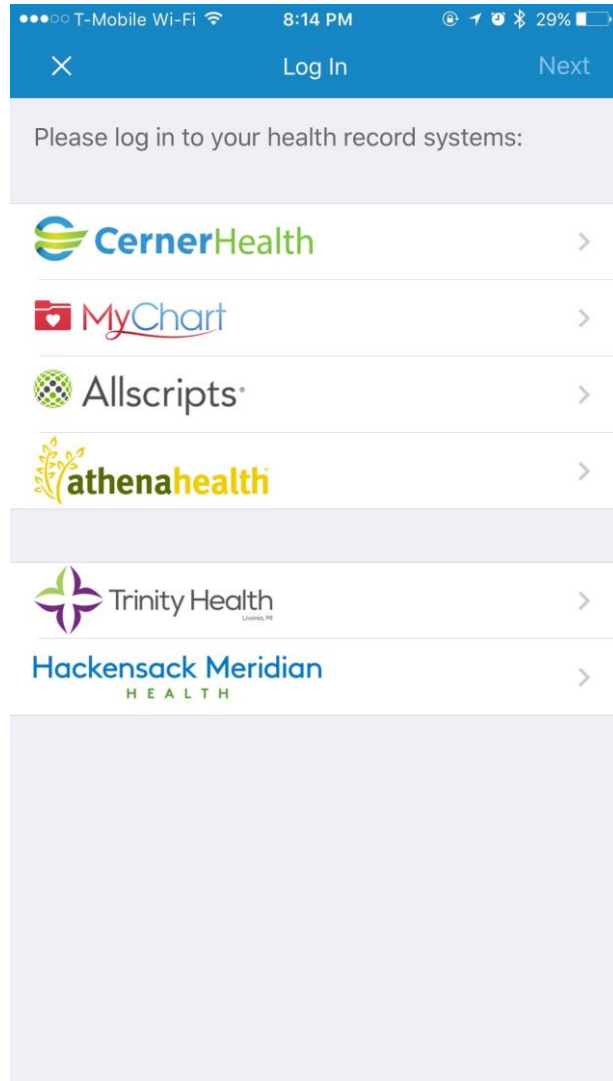 T-Mobile Wi-Fi 8:14 PM 29%
Log In Next
Please log in to your health record systems:
CernerHealth
MyChart
Allscripts
athenahealth
Trinity Health
Livonia, MI
Hackensack Meridian
HEALTH